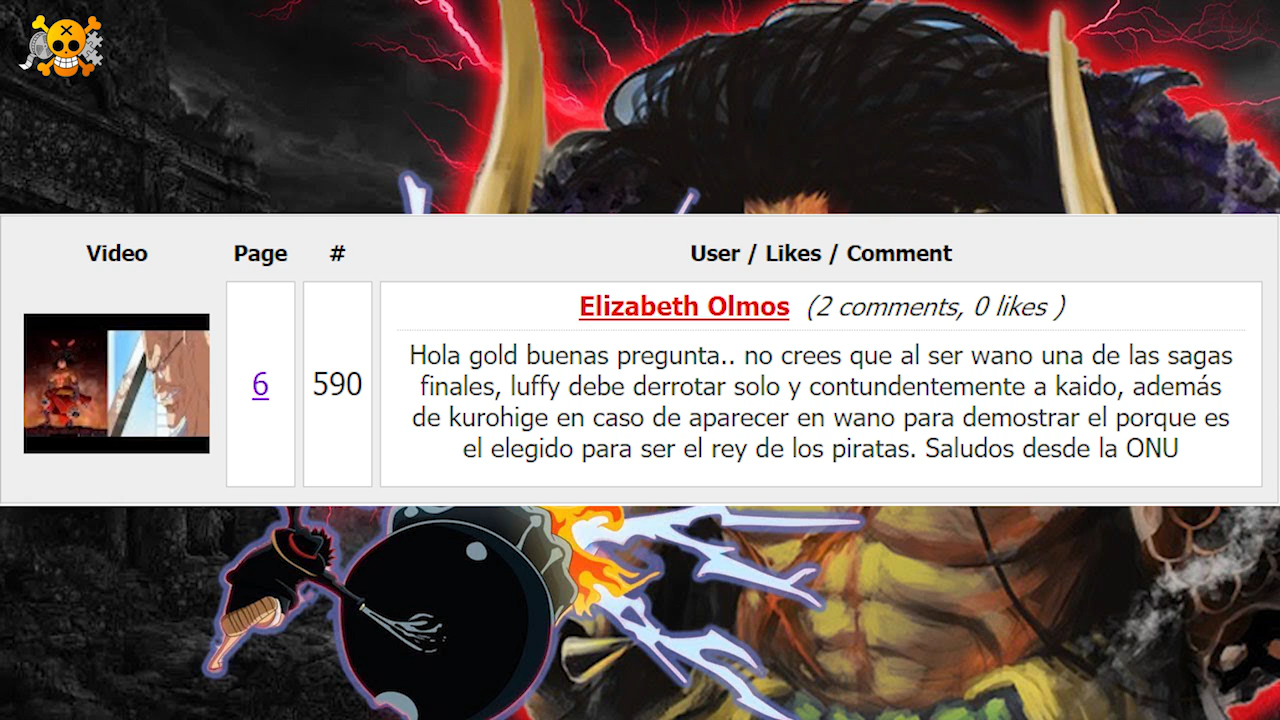 Video Page # User / Likes / Comment
Elizabeth Olmos (2 comments, 0 likes )
6 590
Hola gold buenas pregunta.. no crees que al ser wano una de las sagas
finales, luffy debe derrotar solo y contundentemente a kaido, además
de kurohige en caso de aparecer en wano para demostrar el porque es
el elegido para ser el rey de los piratas. Saludos desde la ONU